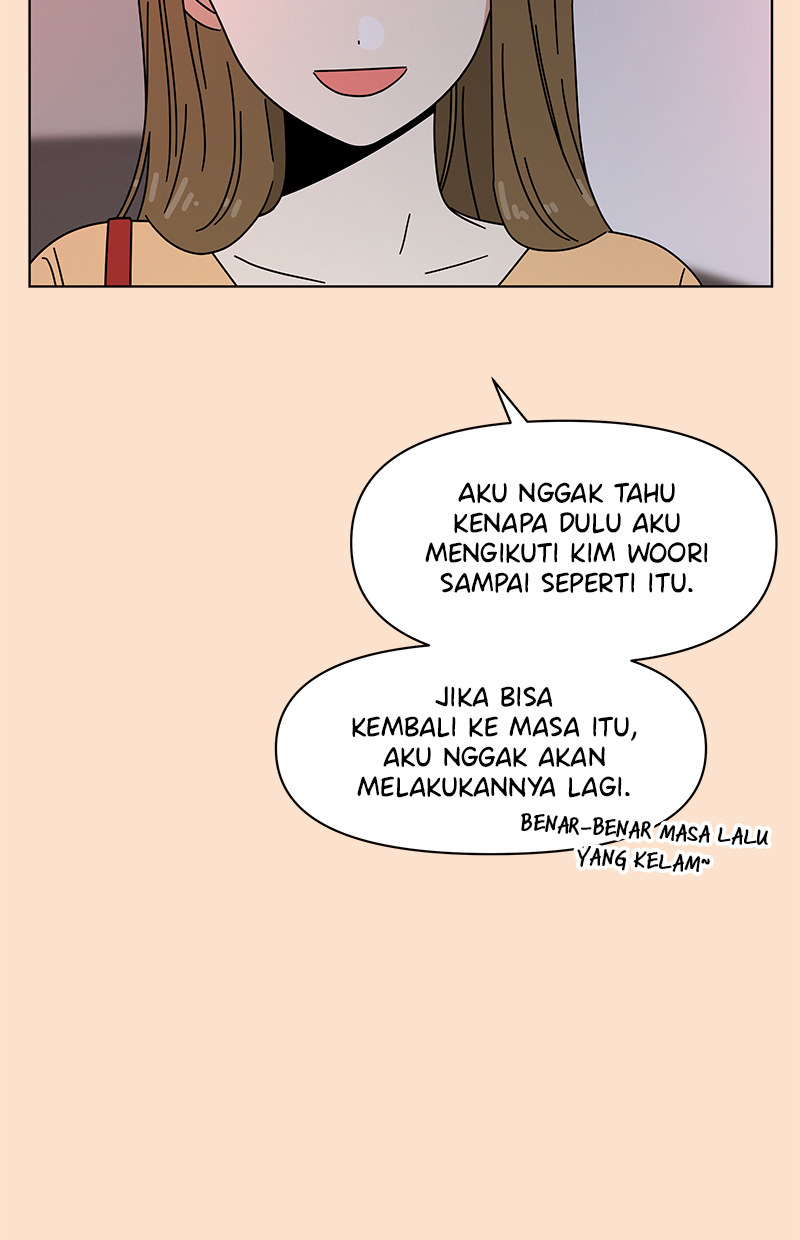 AKU NGGAK TAHU
KENAPA DULU AKU
MENGIKUTI KIM WOORI
SAMPAI SEPERTI ITU.
JIKA BISA
KEMBALI KE MASA ITU,
AKU NGGAK AKAN
MELAKUKANNYA LAGI.
BENAR-BENAR MASA LALU
YANG KELAM~